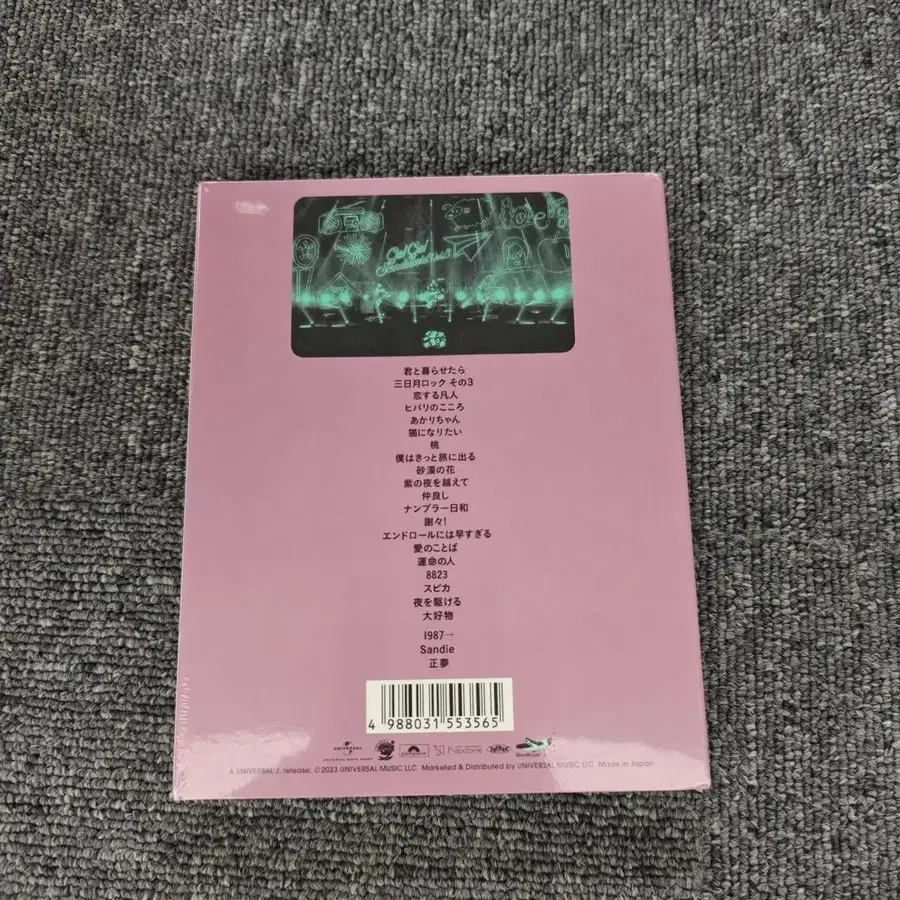 君と暮らせたら
三日月ロック その3
恋する凡人
ヒバリのこころ
あかりちゃん
猫になりたい
桃
僕はきっと旅に出る
砂漠の花
紫の夜を越えて
仲良し
ナンプラー日和
謝々!
エンドロールには早すぎる
愛のことば
運命の人
8823
スピカ
夜を駆ける
大好物
1987→
Sandie
正夢
4 988031 553565
UNIVERSAL
A UNIVERSAL J. release: ©2023 UNIVERSAL MUSIC LLC Marketed & Distributed by UNIVERSAL MUSIC LLC Made in Japan